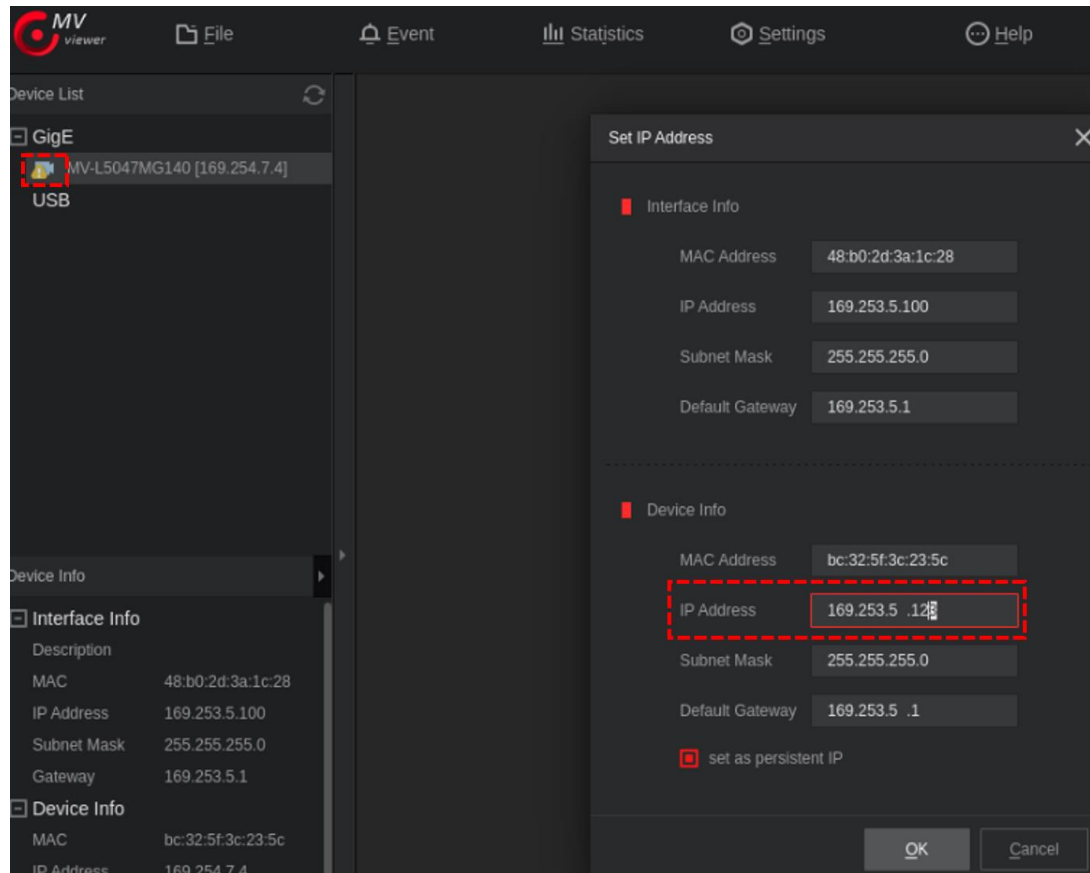 MV
viewer
File
Event
Statistics
Settings
Help
Device List
GigE
MV-L5047MG140 [169.254.7.4]
USB
Set IP Address
Interface Info
MAC Address 48:b0:2d:3a:1c:28
IP Address 169.253.5.100
Subnet Mask 255.255.255.0
Default Gateway 169.253.5.1
Device Info
MAC Address bc:32:5f:3c:23:5c
IP Address 169.253.5 .123
Subnet Mask 255.255.255.0
Default Gateway 169.253.5 .1
set as persistent IP
OK
Cancel
Device Info
Interface Info
Description
MAC 48:b0:2d:3a:1c:28
IP Address 169.253.5.100
Subnet Mask 255.255.255.0
Gateway 169.253.5.1
Device Info
MAC bc:32:5f:3c:23:5c
IP Address 169.254.7.4